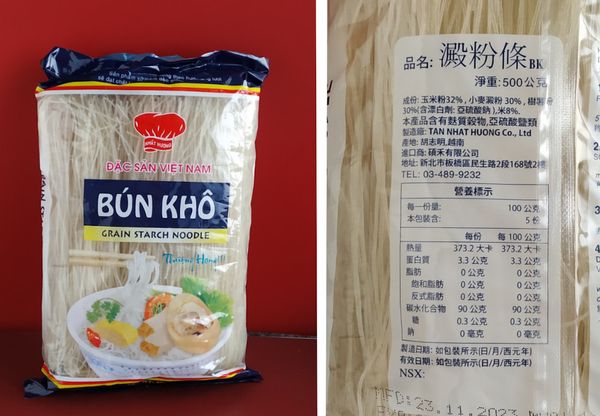 NHẤT HƯƠNG
ĐẶC SẢN VIỆT NAM
BÚN KHÔ
GRAIN STARCH NOODLE
Thượng Hạng
品名: 澱粉條BK
淨重: 500公克
成份: 玉米粉32%, 小麥澱粉 30%, 樹薯
30%(含漂白劑: 亞硫酸鈉), 米8%.
本產品含有麩質穀物, 亞硫酸鹽類
製造廠: TAN NHAT HUONG Co., Ltd
產地: 胡志明, 越南
進口商: 碩禾有限公司
地址: 新北市板橋區民生路2段168號2樓
TEL: 03-489-9232
營養標示
每一份量: 100 公克
本包裝含: 5 份
每份 每 100公克
熱量 373.2 大卡 373.2 大卡
蛋白質 3.3 公克 3.3 公克
脂肪 0 公克 0 公克
飽和脂肪 0 公克 0 公克
反式脂肪 0 公克 0 公克
碳水化合物 90 公克 90 公克
糖 0.3 公克 0.3 公克
鈉 0 毫克 0 毫克
製造日期: 如包裝所示(日/月/西元年)
有效日期: 如包裝所示(日/月/西元年)
NSX:
MFD: 23.11.2023